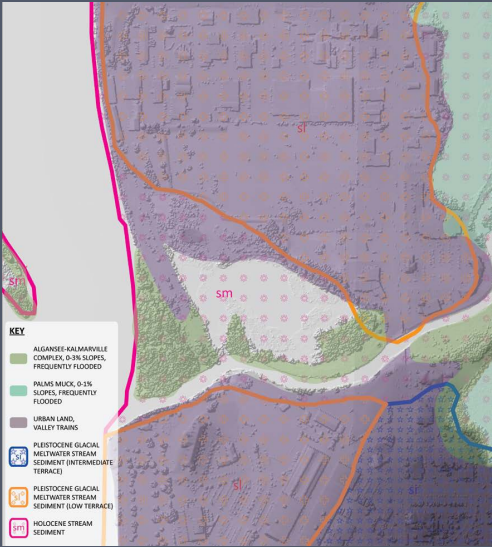 sl
sm
sm
KEY
ALGANSEE-KALMARVILLE
COMPLEX, 0-3% SLOPES,
FREQUENTLY FLOODED
PALMS MUCK, 0-1%
SLOPES, FREQUENTLY
FLOODED
URBAN LAND,
VALLEY TRAINS
PLEISTOCENE GLACIAL
MELTWATER STREAM
SEDIMENT (INTERMEDIATE
TERRACE)
PLEISTOCENE GLACIAL
MELTWATER STREAM
SEDIMENT (LOW TERRACE)
sm
HOLOCENE STREAM
SEDIMENT
sl